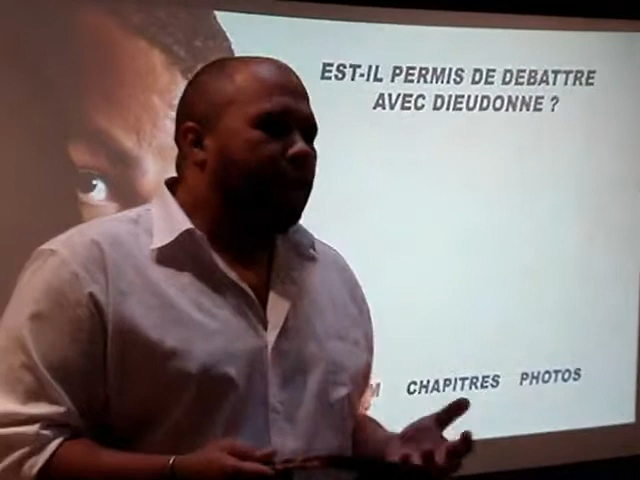 EST-IL PERMIS DE DEBATTRE
AVEC DIEUDONNE ?
CHAPITRES PHOTOS